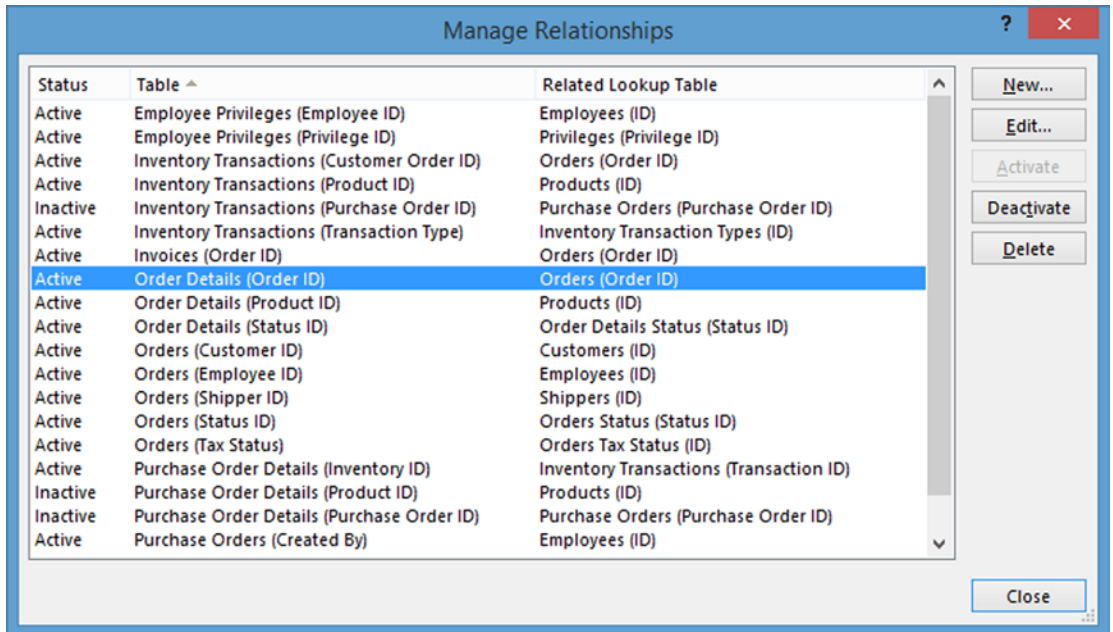 Manage Relationships
?
Status Table Related Lookup Table
Active Employee Privileges (Employee ID) Employees (ID)
Active Employee Privileges (Privilege ID) Privileges (Privilege ID)
Active Inventory Transactions (Customer Order ID) Orders (Order ID)
Active Inventory Transactions (Product ID) Products (ID)
Inactive Inventory Transactions (Purchase Order ID) Purchase Orders (Purchase Order ID)
Active Inventory Transactions (Transaction Type) Inventory Transaction Types (ID)
Active Invoices (Order ID) Orders (Order ID)
Active Order Details (Order ID) Orders (Order ID)
Active Order Details (Product ID) Products (ID)
Active Order Details (Status ID) Order Details Status (Status ID)
Active Orders (Customer ID) Customers (ID)
Active Orders (Employee ID) Employees (ID)
Active Orders (Shipper ID) Shippers (ID)
Active Orders (Status ID) Orders Status (Status ID)
Active Orders (Tax Status) Orders Tax Status (ID)
Active Purchase Order Details (Inventory ID) Inventory Transactions (Transaction ID)
Inactive Purchase Order Details (Product ID) Products (ID)
Inactive Purchase Order Details (Purchase Order ID) Purchase Orders (Purchase Order ID)
Active Purchase Orders (Created By) Employees (ID)
New...
Edit...
Activate
Deactivate
Delete
Close